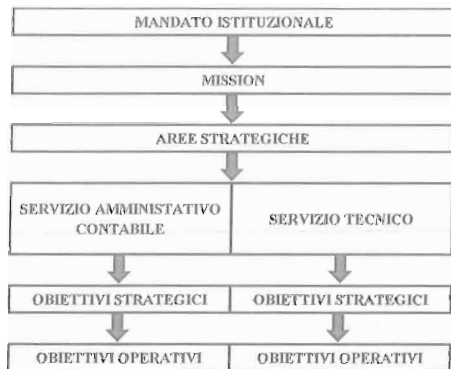 MANDATO ISTITUZIONALE
MISSION
AREE STRATEGICHE
SERVIZIO AMMINISTATIVO
CONTABILE
SERVIZIO TECNICO
OBIETTIVI STRATEGICI
OBIETTIVI STRATEGICI
OBIETTIVI OPERATIVI
OBIETTIVI OPERATIVI